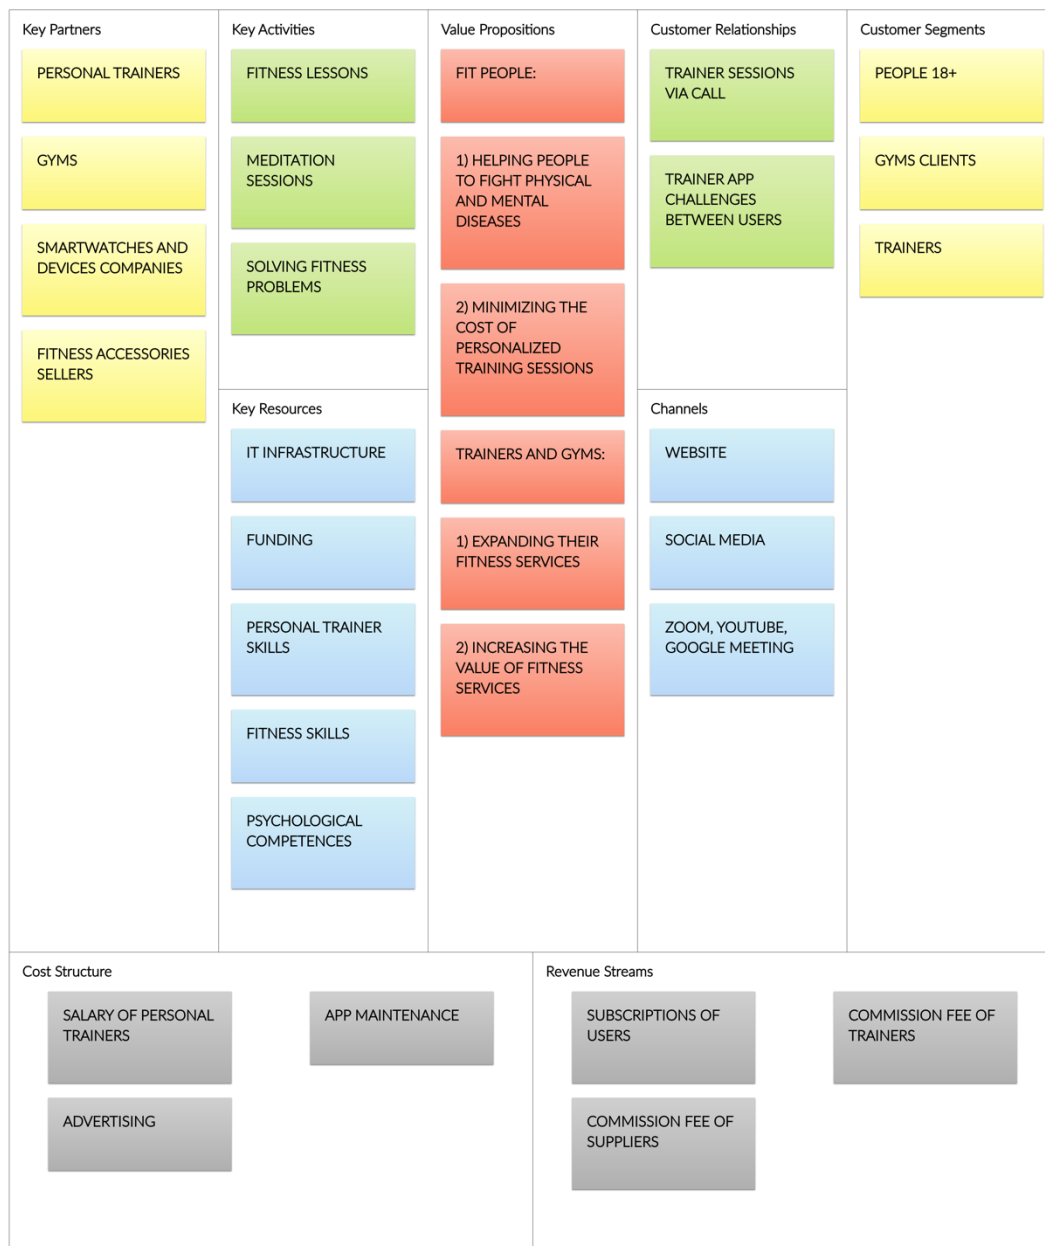 Key Partners
PERSONAL TRAINERS
GYMS
SMARTWATCHES AND
DEVICES COMPANIES
FITNESS ACCESSORIES
SELLERS
Key Activities
FITNESS LESSONS
MEDITATION
SESSIONS
SOLVING FITNESS
PROBLEMS
Key Resources
IT INFRASTRUCTURE
FUNDING
PERSONAL TRAINER
SKILLS
FITNESS SKILLS
PSYCHOLOGICAL
COMPETENCES
Value Propositions
FIT PEOPLE:
1) HELPING PEOPLE
TO FIGHT PHYSICAL
AND MENTAL
DISEASES
2) MINIMIZING THE
COST OF
PERSONALIZED
TRAINING SESSIONS
TRAINERS AND GYMS:
1) EXPANDING THEIR
FITNESS SERVICES
2) INCREASING THE
VALUE OF FITNESS
SERVICES
Customer Relationships
TRAINER SESSIONS
VIA CALL
TRAINER APP
CHALLENGES
BETWEEN USERS
Channels
WEBSITE
SOCIAL MEDIA
ZOOM, YOUTUBE,
GOOGLE MEETING
Customer Segments
PEOPLE 18+
GYMS CLIENTS
TRAINERS
Cost Structure
SALARY OF PERSONAL
TRAINERS
APP MAINTENANCE
ADVERTISING
Revenue Streams
SUBSCRIPTIONS OF
USERS
COMMISSION FEE OF
TRAINERS
COMMISSION FEE OF
SUPPLIERS